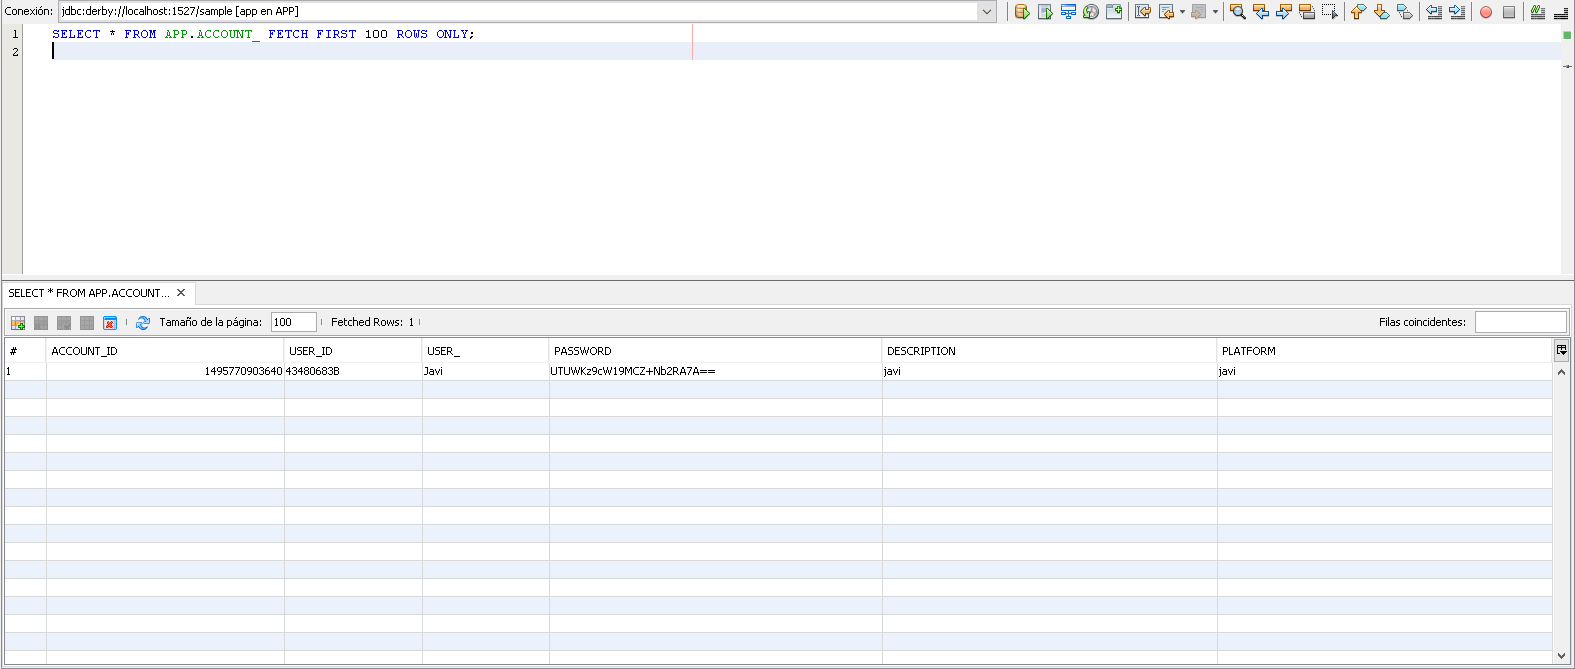 Conexión: jdbc:derby://localhost:1527/sample [app en APP]
1 SELECT * FROM APP.ACCOUNT_ FETCH FIRST 100 ROWS ONLY;
2
SELECT * FROM APP.ACCOUNT...
Tamaño de la página: 100 Fetched Rows: 1 Filas coincidentes:
# ACCOUNT_ID USER_ID USER_ PASSWORD DESCRIPTION PLATFORM
1 1495770903640 43480683B Javi UTUWKz9cW19MCZ+Nb2RA7A== javi javi